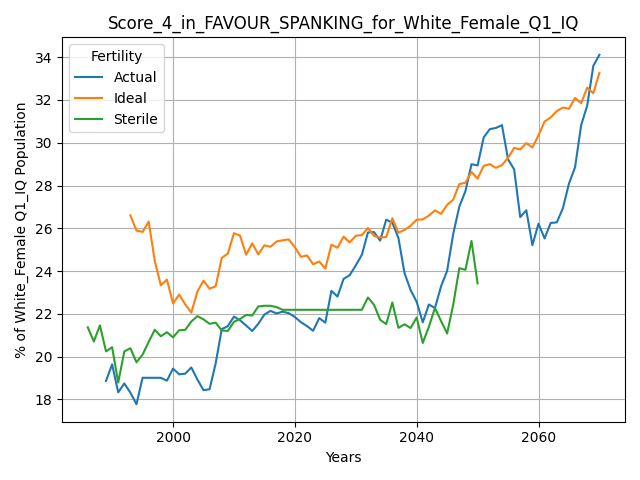 Score_4_in_FAVOUR_SPANKING_for_White_Female_Q1_IQ
Fertility
Actual
Ideal
Sterile
% of White_Female Q1_IQ Population
34
32
30
28
26
24
22
20
18
2000
2020
2040
2060
Years